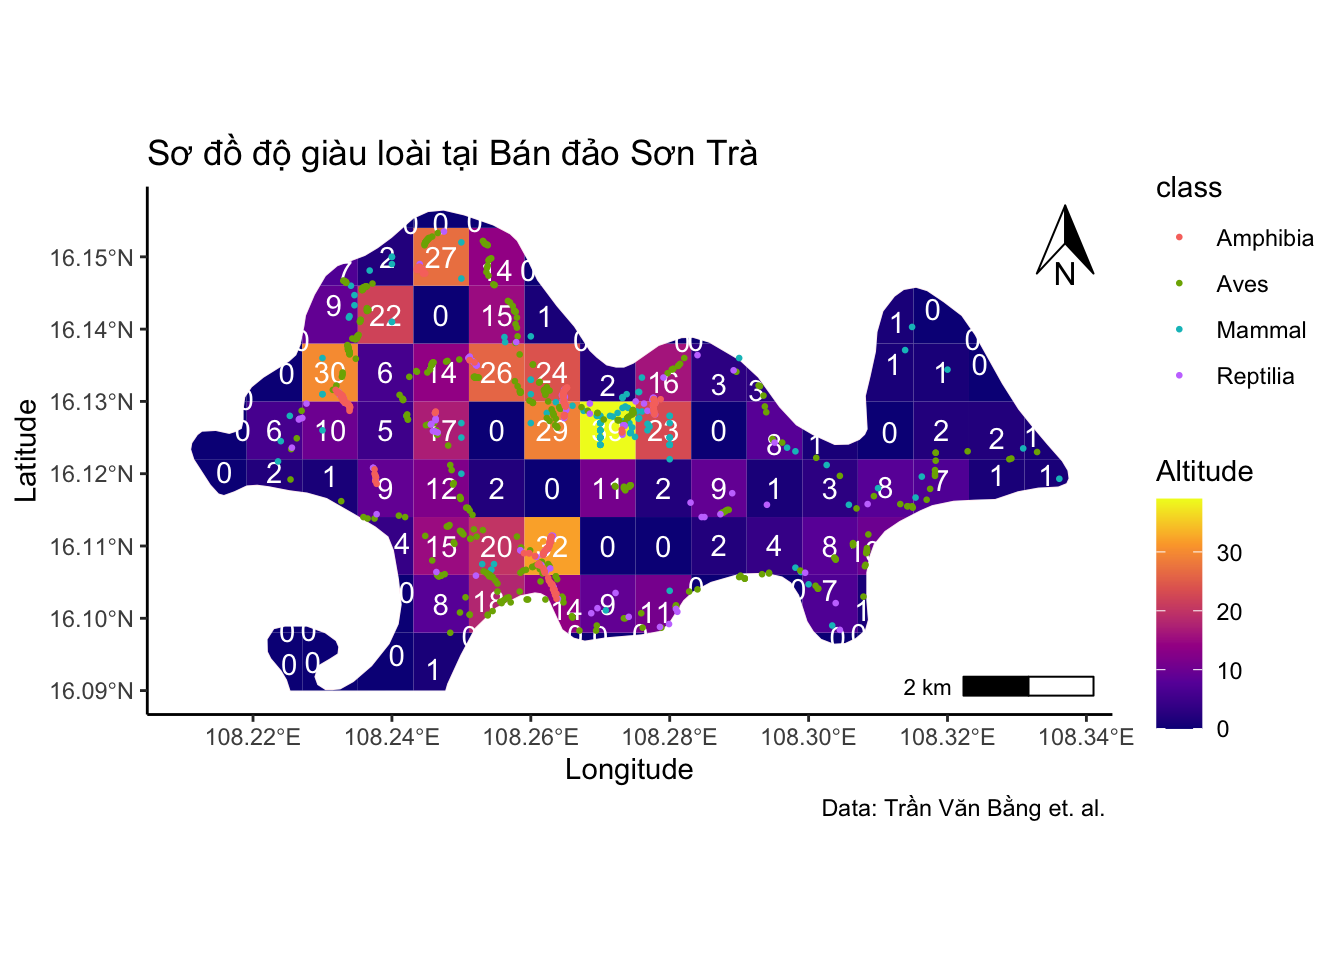 Sơ đồ độ giàu loài tại Bán đảo Sơn Trà
class
Amphibia
Aves
Mammal
Reptilia
Altitude
30
20
10
0
N
16.15°N
16.14°N
16.13°N
16.12°N
16.11°N
16.10°N
16.09°N
Latitude
0 0 0
7 2 27 14 0
9 22 0 15 1 1 0
0 0 0 0 0
0 30 6 14 26 24 2 16 3 3 1 1 0
0
0 6 10 5 17 0 29 39 23 0 8 1 0 2 2 1
0 2 1 9 12 2 0 11 2 9 1 3 8 7 1 1
4 15 20 32 0 0 2 4 8
0 8 18 14 9 11 0 0 7 1
0 0 0 0 0 0 0 0
0 0 0 1
2 km
108.22°E 108.24°E 108.26°E 108.28°E 108.30°E 108.32°E 108.34°E
Longitude
Data: Trần Văn Bằng et. al.